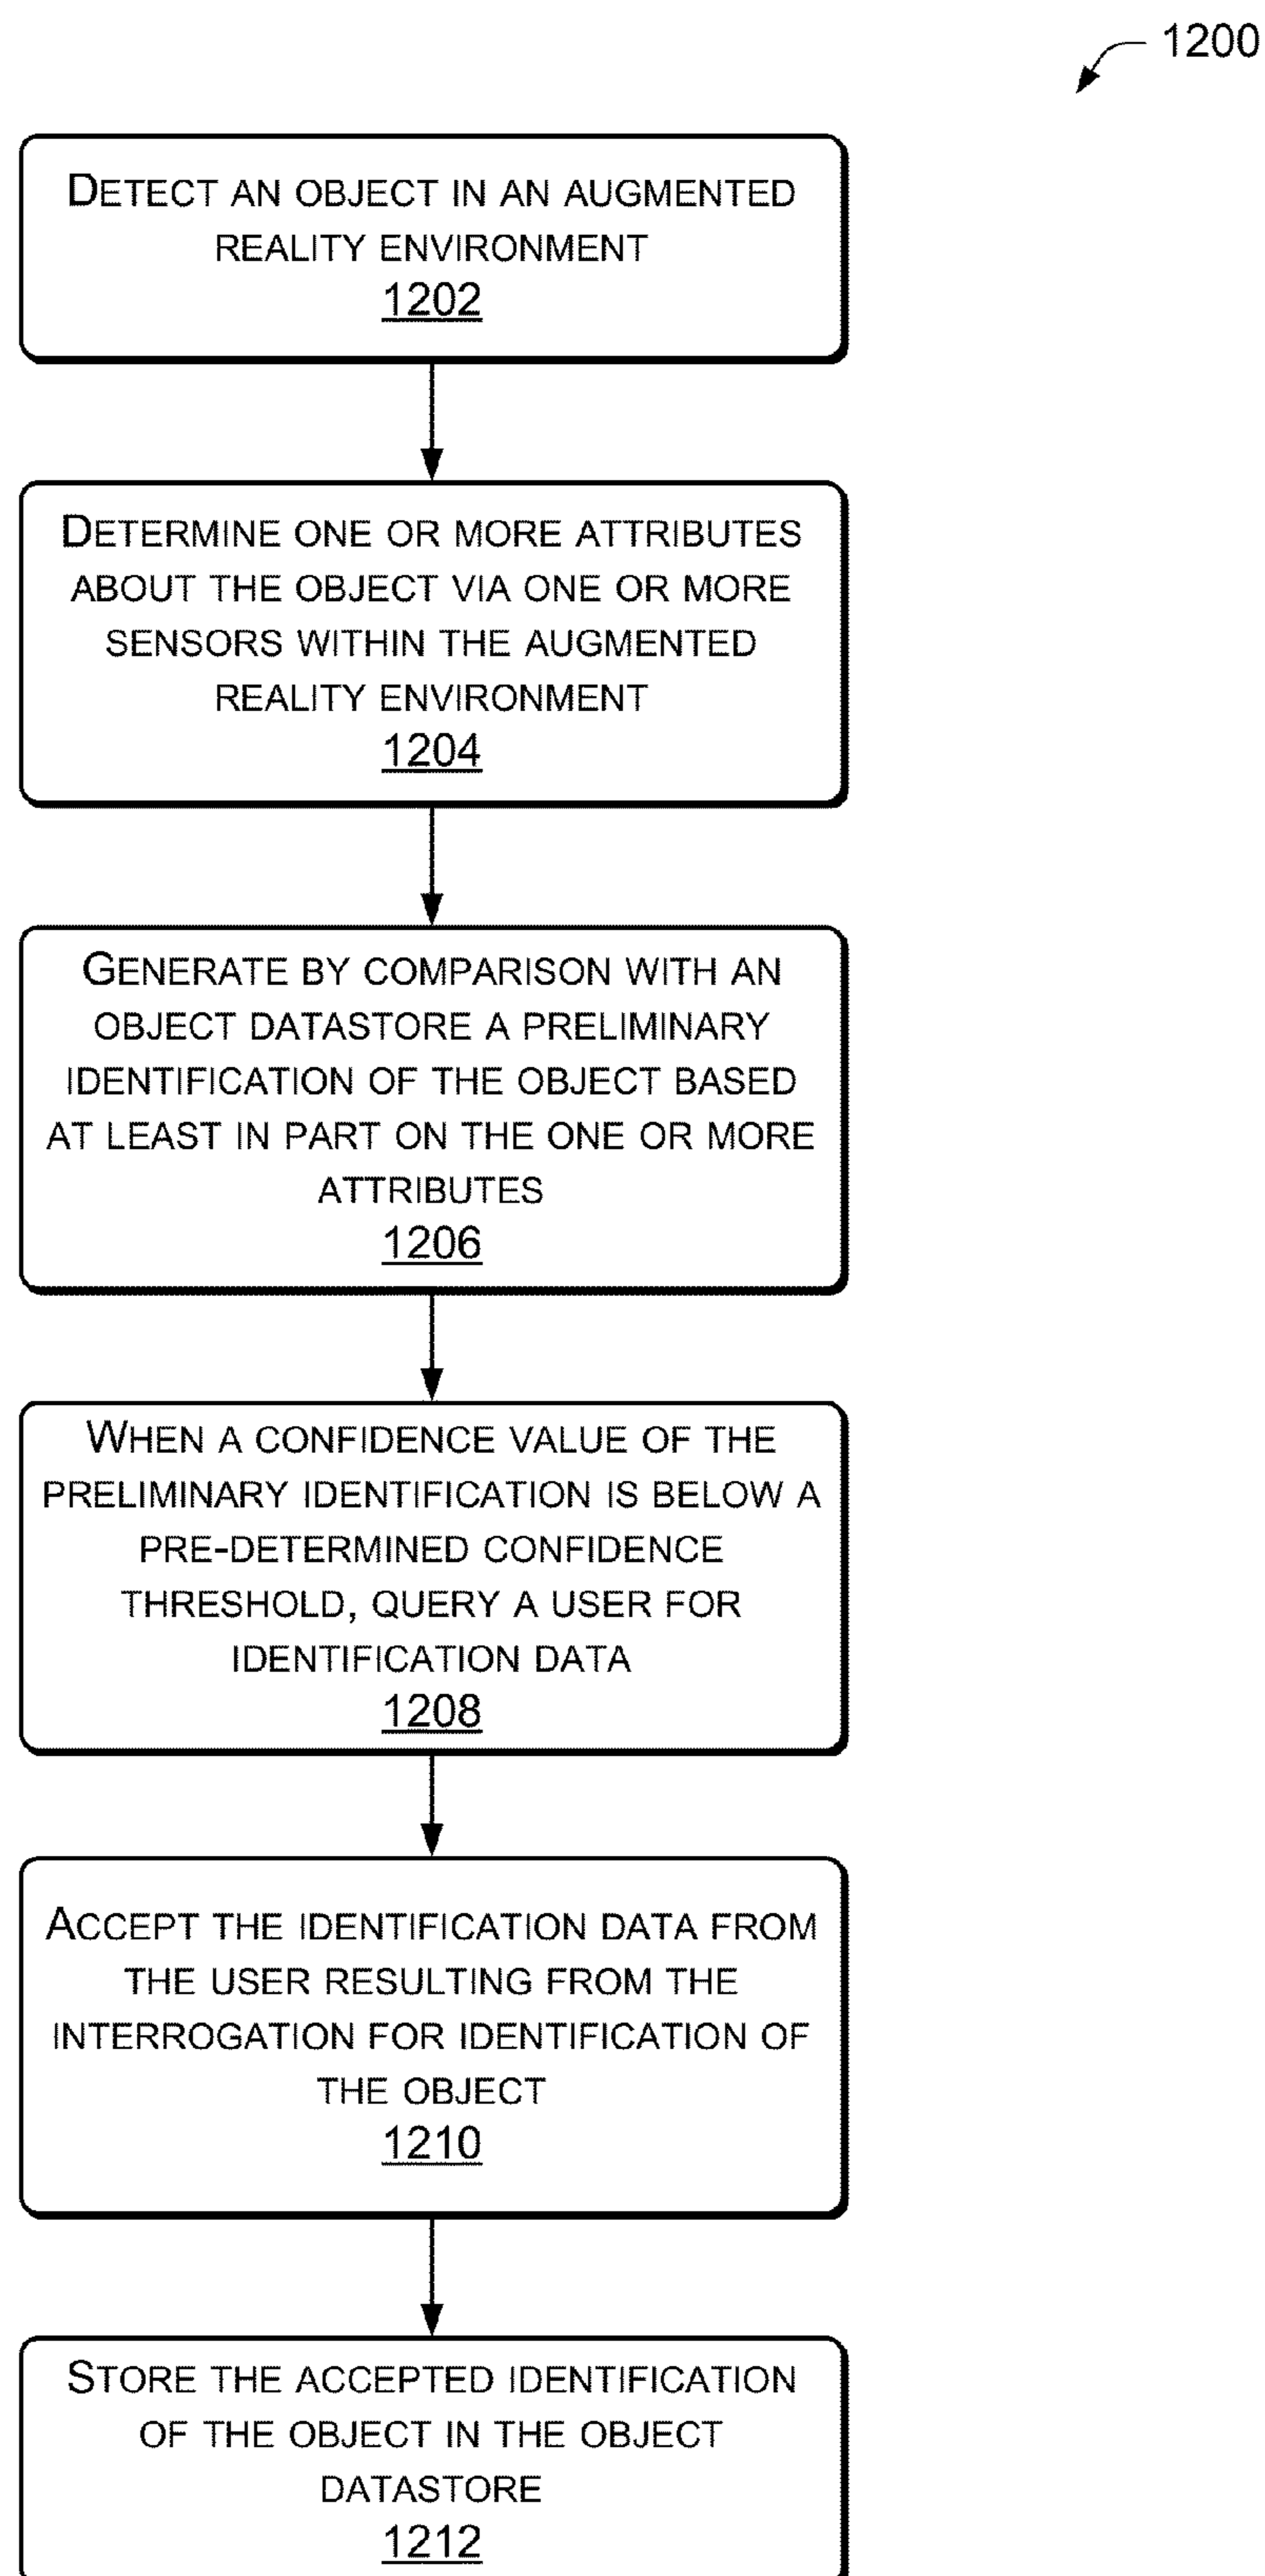 1200
DETECT AN OBJECT IN AN AUGMENTED
REALITY ENVIRONMENT
1202
DETERMINE ONE OR MORE ATTRIBUTES
ABOUT THE OBJECT VIA ONE OR MORE
SENSORS WITHIN THE AUGMENTED
REALITY ENVIRONMENT
1204
GENERATE BY COMPARISON WITH AN
OBJECT DATASTORE A PRELIMINARY
IDENTIFICATION OF THE OBJECT BASED
AT LEAST IN PART ON THE ONE OR MORE
ATTRIBUTES
1206
WHEN A CONFIDENCE VALUE OF THE
PRELIMINARY IDENTIFICATION IS BELOW A
PRE-DETERMINED CONFIDENCE
THRESHOLD, QUERY A USER FOR
IDENTIFICATION DATA
1208
ACCEPT THE IDENTIFICATION DATA FROM
THE USER RESULTING FROM THE
INTERROGATION FOR IDENTIFICATION OF
THE OBJECT
1210
STORE THE ACCEPTED IDENTIFICATION
OF THE OBJECT IN THE OBJECT
DATASTORE
1212